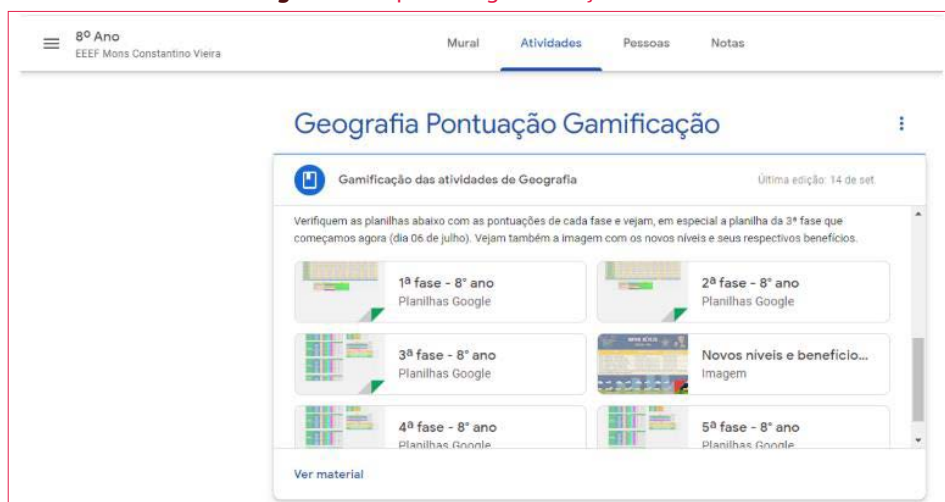 8º Ano
EEEF Mons Constantino Vieira
Mural Atividades Pessoas Notas
Geografia Pontuação Gamificação
Gamificação das atividades de Geografia
Última edição: 14 de set.
Verifiquem as planilhas abaixo com as pontuações de cada fase e vejam, em especial a planilha da 3ª fase que
começamos agora (dia 06 de julho). Vejam também a imagem com os novos níveis e seus respectivos benefícios.
1ª fase - 8° ano
Planilhas Google
2ª fase - 8° ano
Planilhas Google
3ª fase - 8° ano
Planilhas Google
Novos níveis e benefício...
Imagem
4ª fase - 8° ano
Planilhas Google
5ª fase - 8° ano
Planilhas Google
Ver material